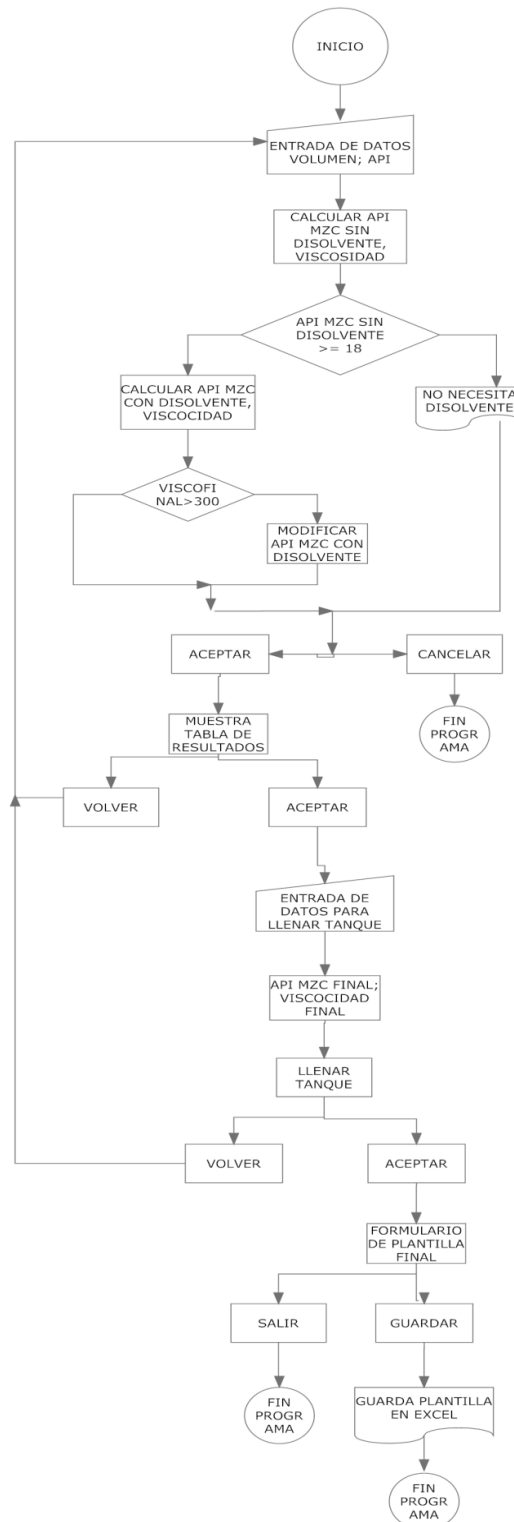 INICIO
ENTRADA DE DATOS
VOLUMEN; API
CALCULAR API
MZC SIN
DISOLVENTE,
VISCOSIDAD
API MZC SIN
DISOLVENTE
>= 18
CALCULAR API MZC
CON DISOLVENTE,
VISCOCIDAD
NO NECESITA
DISOLVENTE
VISCOFI
NAL>300
MODIFICAR
API MZC CON
DISOLVENTE
ACEPTAR
CANCELAR
MUESTRA
TABLA DE
RESULTADOS
FIN
PROGR
AMA
VOLVER
ACEPTAR
ENTRADA DE
DATOS PARA
LLENAR TANQUE
API MZC FINAL;
VISCOCIDAD
FINAL
LLENAR
TANQUE
VOLVER
ACEPTAR
FORMULARIO
DE PLANTILLA
FINAL
SALIR
GUARDAR
FIN
PROGR
AMA
GUARDA PLANTILLA
EN EXCEL
FIN
PROGR
AMA